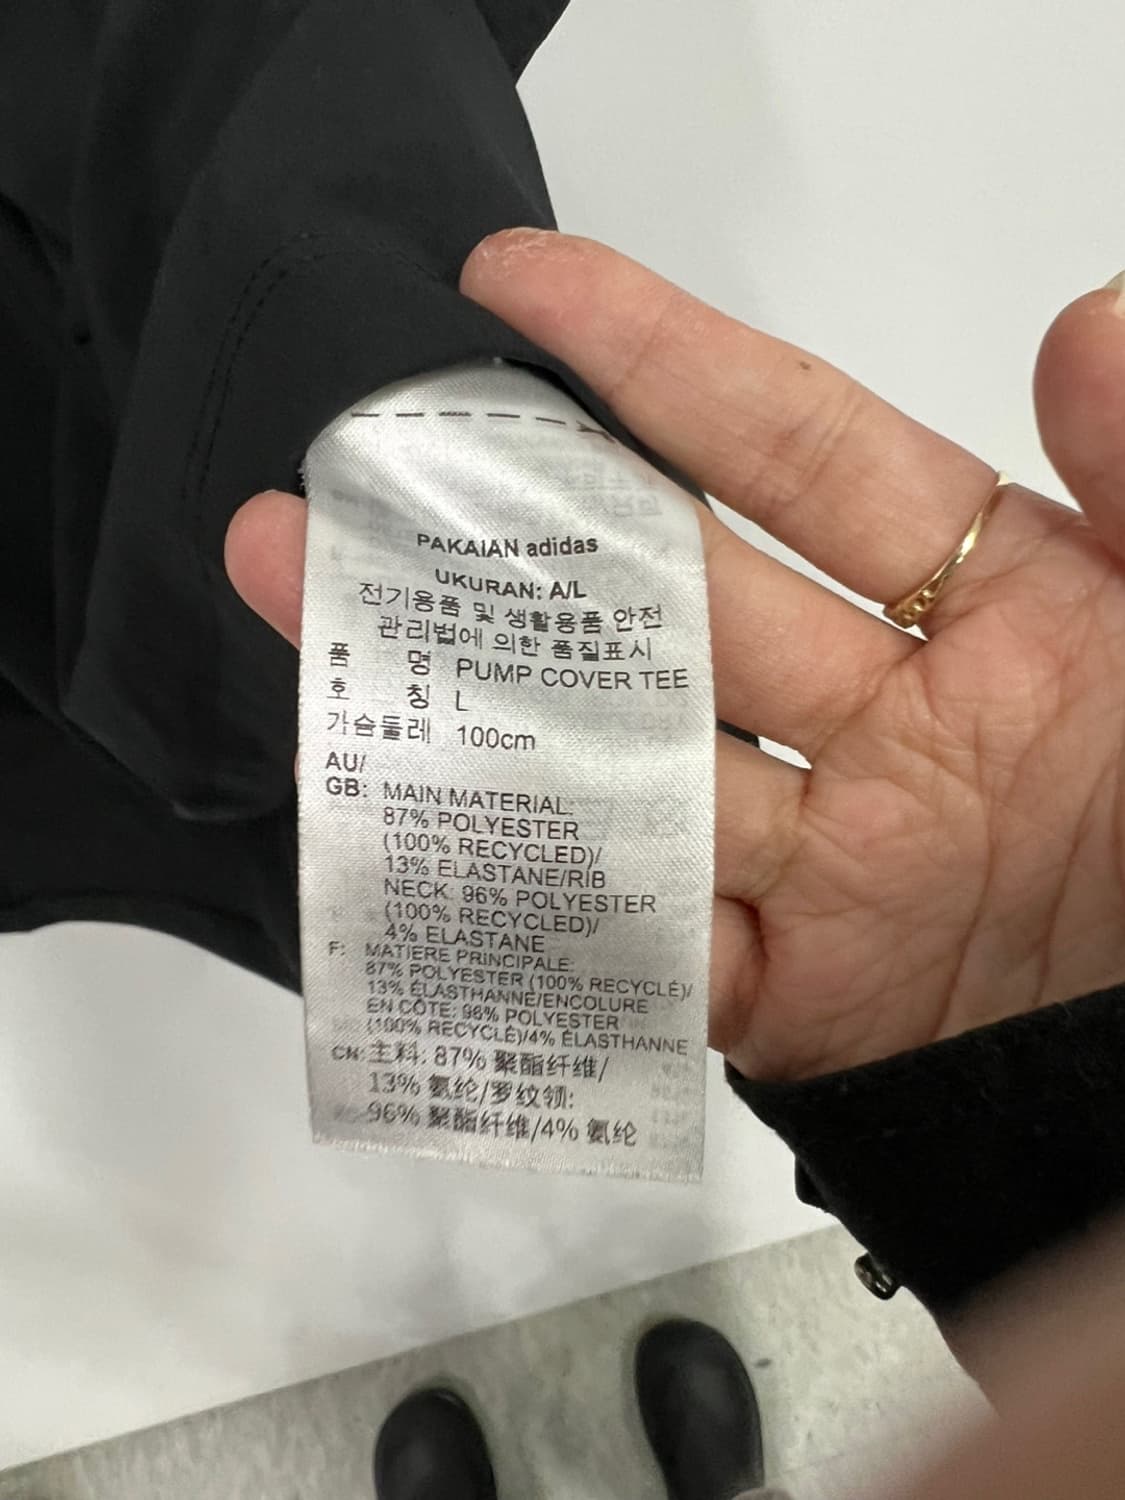 PAKAIAN adidas
UKURAN: A/L
전기용품 및 생활용품 안전
관리법에 의한 품질표시
품 명 PUMP COVER TEE
호 칭 L
가슴둘레 100cm
AU/
GB: MAIN MATERIAL:
87% POLYESTER
(100% RECYCLED)/
13% ELASTANE/RIB
NECK: 96% POLYESTER
(100% RECYCLED)/
4% ELASTANE
F: MATIÈRE PRINCIPALE:
87% POLYESTER (100% RECYCLÉ)/
13% ÉLASTHANNE/ENCOLURE
EN CÔTE: 96% POLYESTER
(100% RECYCLÉ)/4% ÉLASTHANNE
CN: 主料: 87% 聚酯纤维/
13% 氨纶/罗纹领:
96% 聚酯纤维/4% 氨纶